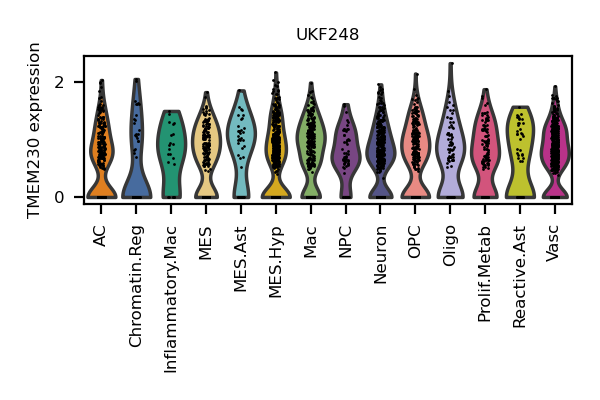 UKF248
TMEM230 expression
2
0
AC
Chromatin.Reg
Inflammatory.Mac
MES
MES.Ast
MES.Hyp
Mac
NPC
Neuron
OPC
Oligo
Prolif.Metab
Reactive.Ast
Vasc